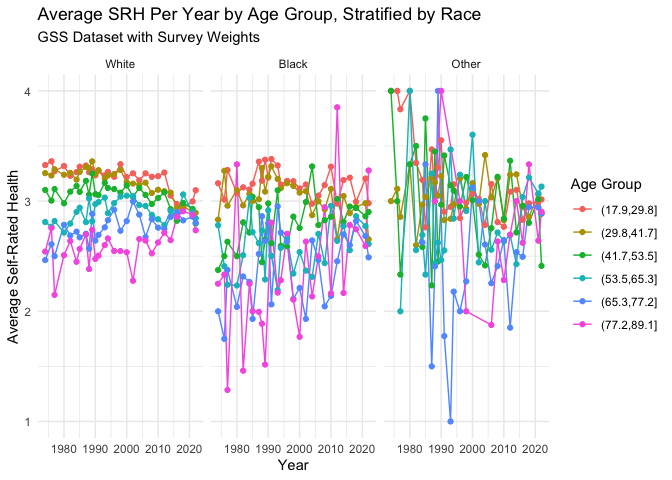 Average SRH Per Year by Age Group, Stratified by Race
GSS Dataset with Survey Weights
White Black Other
4
3
2
1
Average Self-Rated Health
1980 1990 2000 2010 2020 1980 1990 2000 2010 2020 1980 1990 2000 2010 2020
Year
Age Group
(17.9,29.8]
(29.8,41.7]
(41.7,53.5]
(53.5,65.3]
(65.3,77.2]
(77.2,89.1]